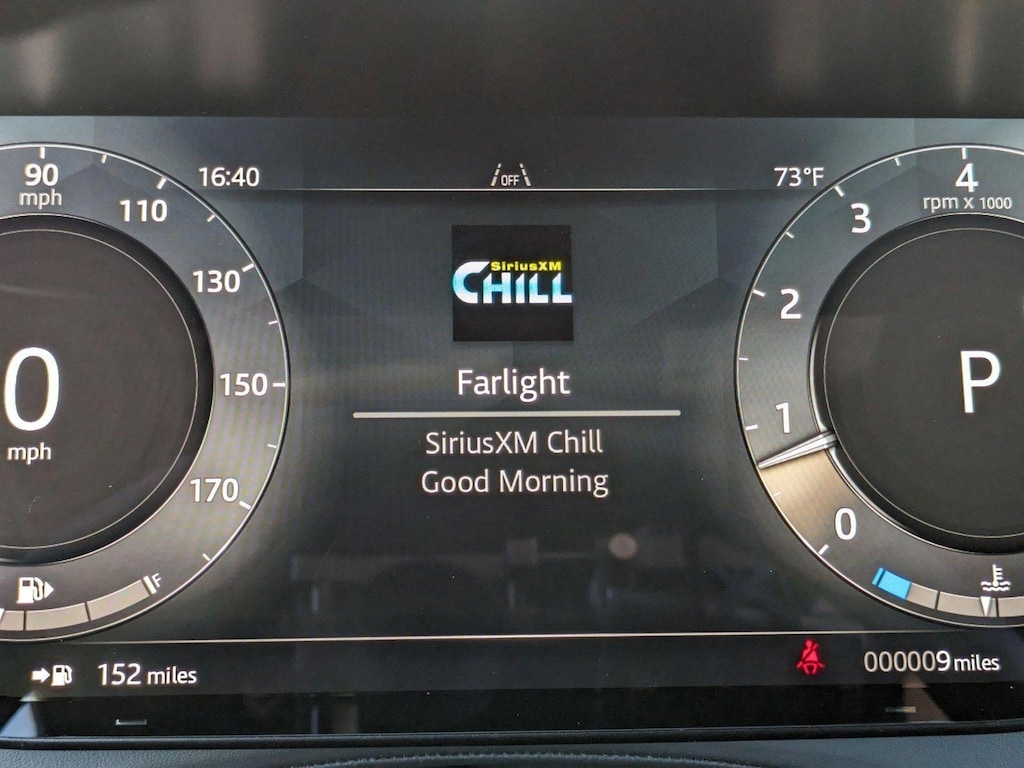 90
mph
110
130
150
170
0
mph
F
16:40
OFF
73°F
SiriusXM
CHILL
Farlight
SiriusXM Chill
Good Morning
4
rpm x 1000
3
2
1
0
P
152 miles
000009 miles